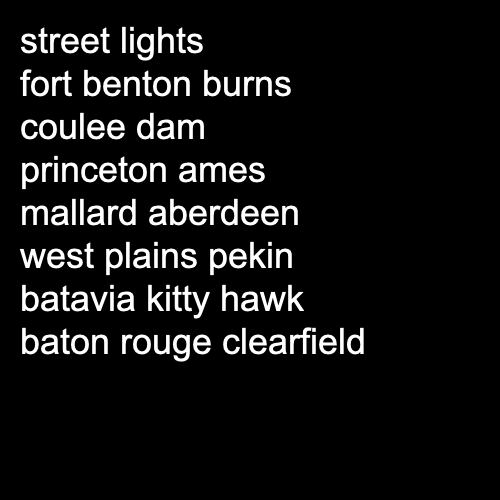 street lights
fort benton burns
coulee dam
princeton ames
mallard aberdeen
west plains pekin
batavia kitty hawk
baton rouge clearfield